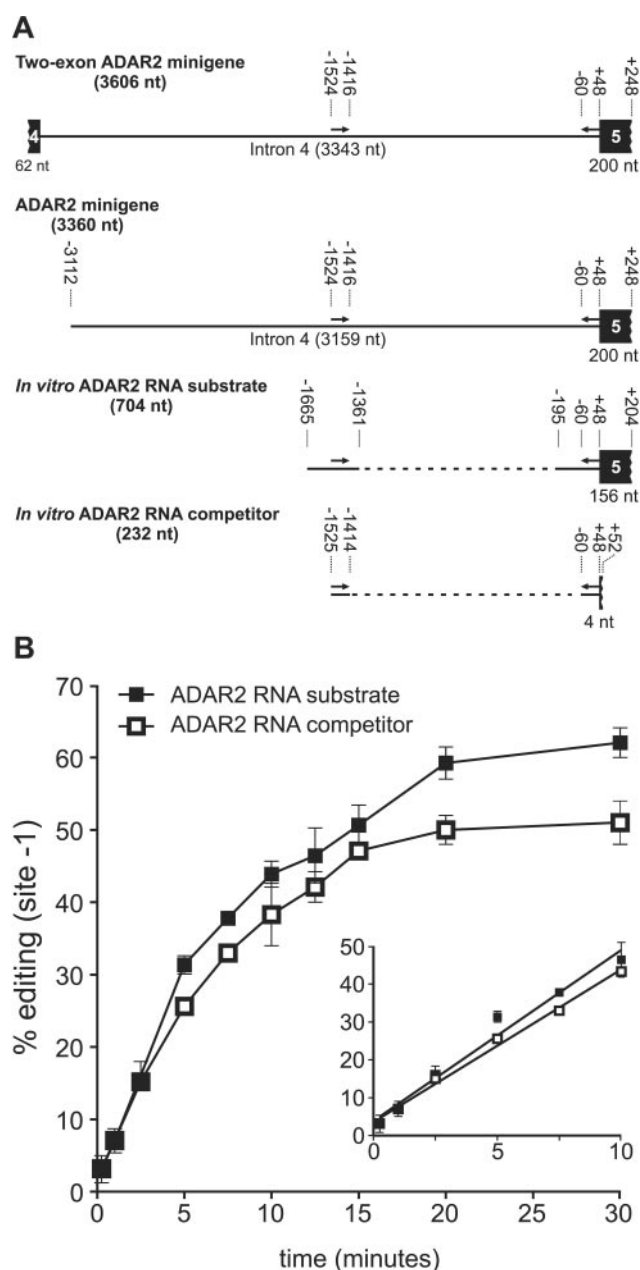 A
Two-exon ADAR2 minigene
(3606 nt)
-1524
-1416
-60
+48
+248
4
5
62 nt
Intron 4 (3343 nt)
200 nt
ADAR2 minigene
(3360 nt)
-3112
-1524
-1416
-60
+48
+248
5
Intron 4 (3159 nt)
200 nt
In vitro ADAR2 RNA substrate
(704 nt)
-1665
-1361
-195
-60
+48
+204
5
156 nt
In vitro ADAR2 RNA competitor
(232 nt)
-1525
-1414
-60
+48
+52
4 nt
B
ADAR2 RNA substrate
ADAR2 RNA competitor
% editing (site -1)
70
60
50
40
30
20
10
0
50
40
30
20
10
0
0 5 10
0 5 10 15 20 25 30
time (minutes)